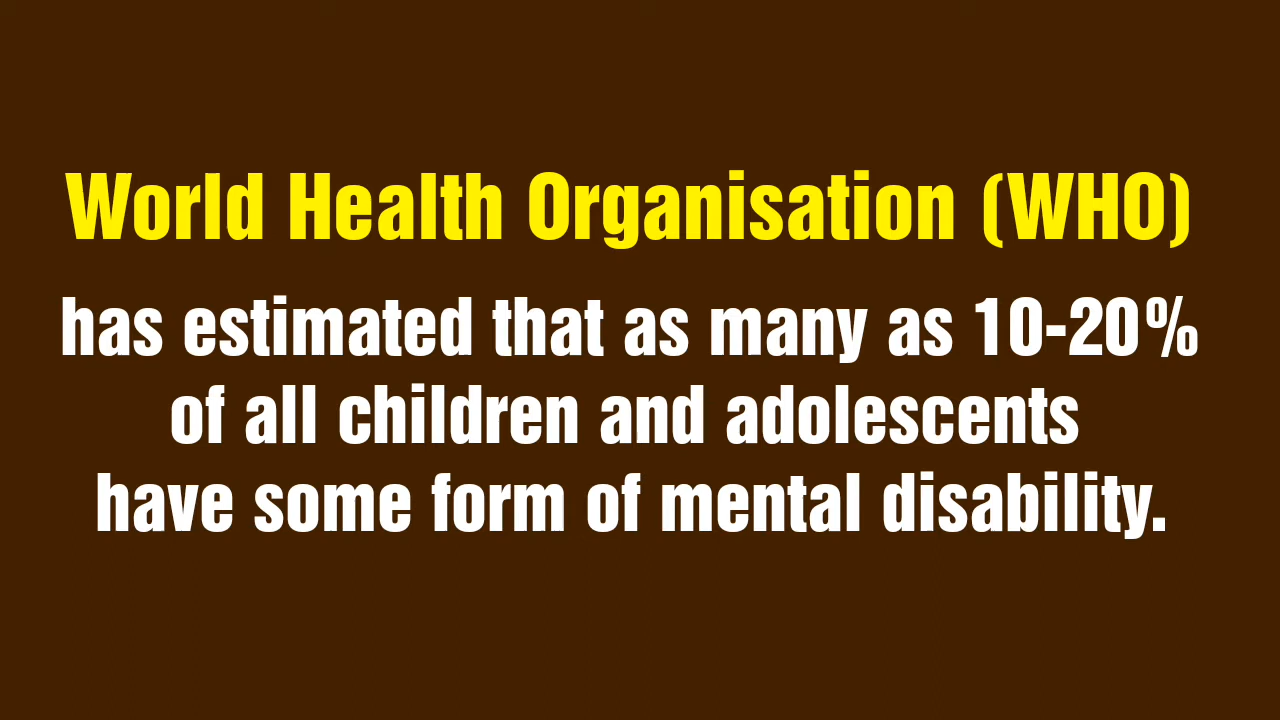 World Health Organisation (WHO)
has estimated that as many as 10-20%
of all children and adolescents
have some form of mental disability.